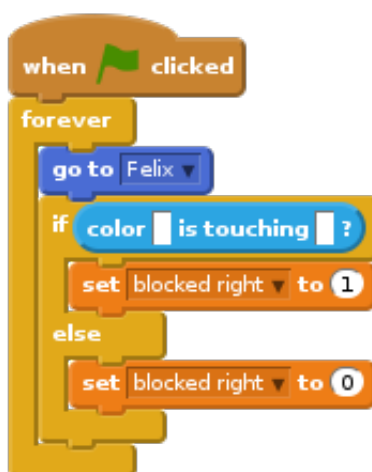 when clicked
forever
go to Felix
if color is touching ?
set blocked right to 1
else
set blocked right to 0